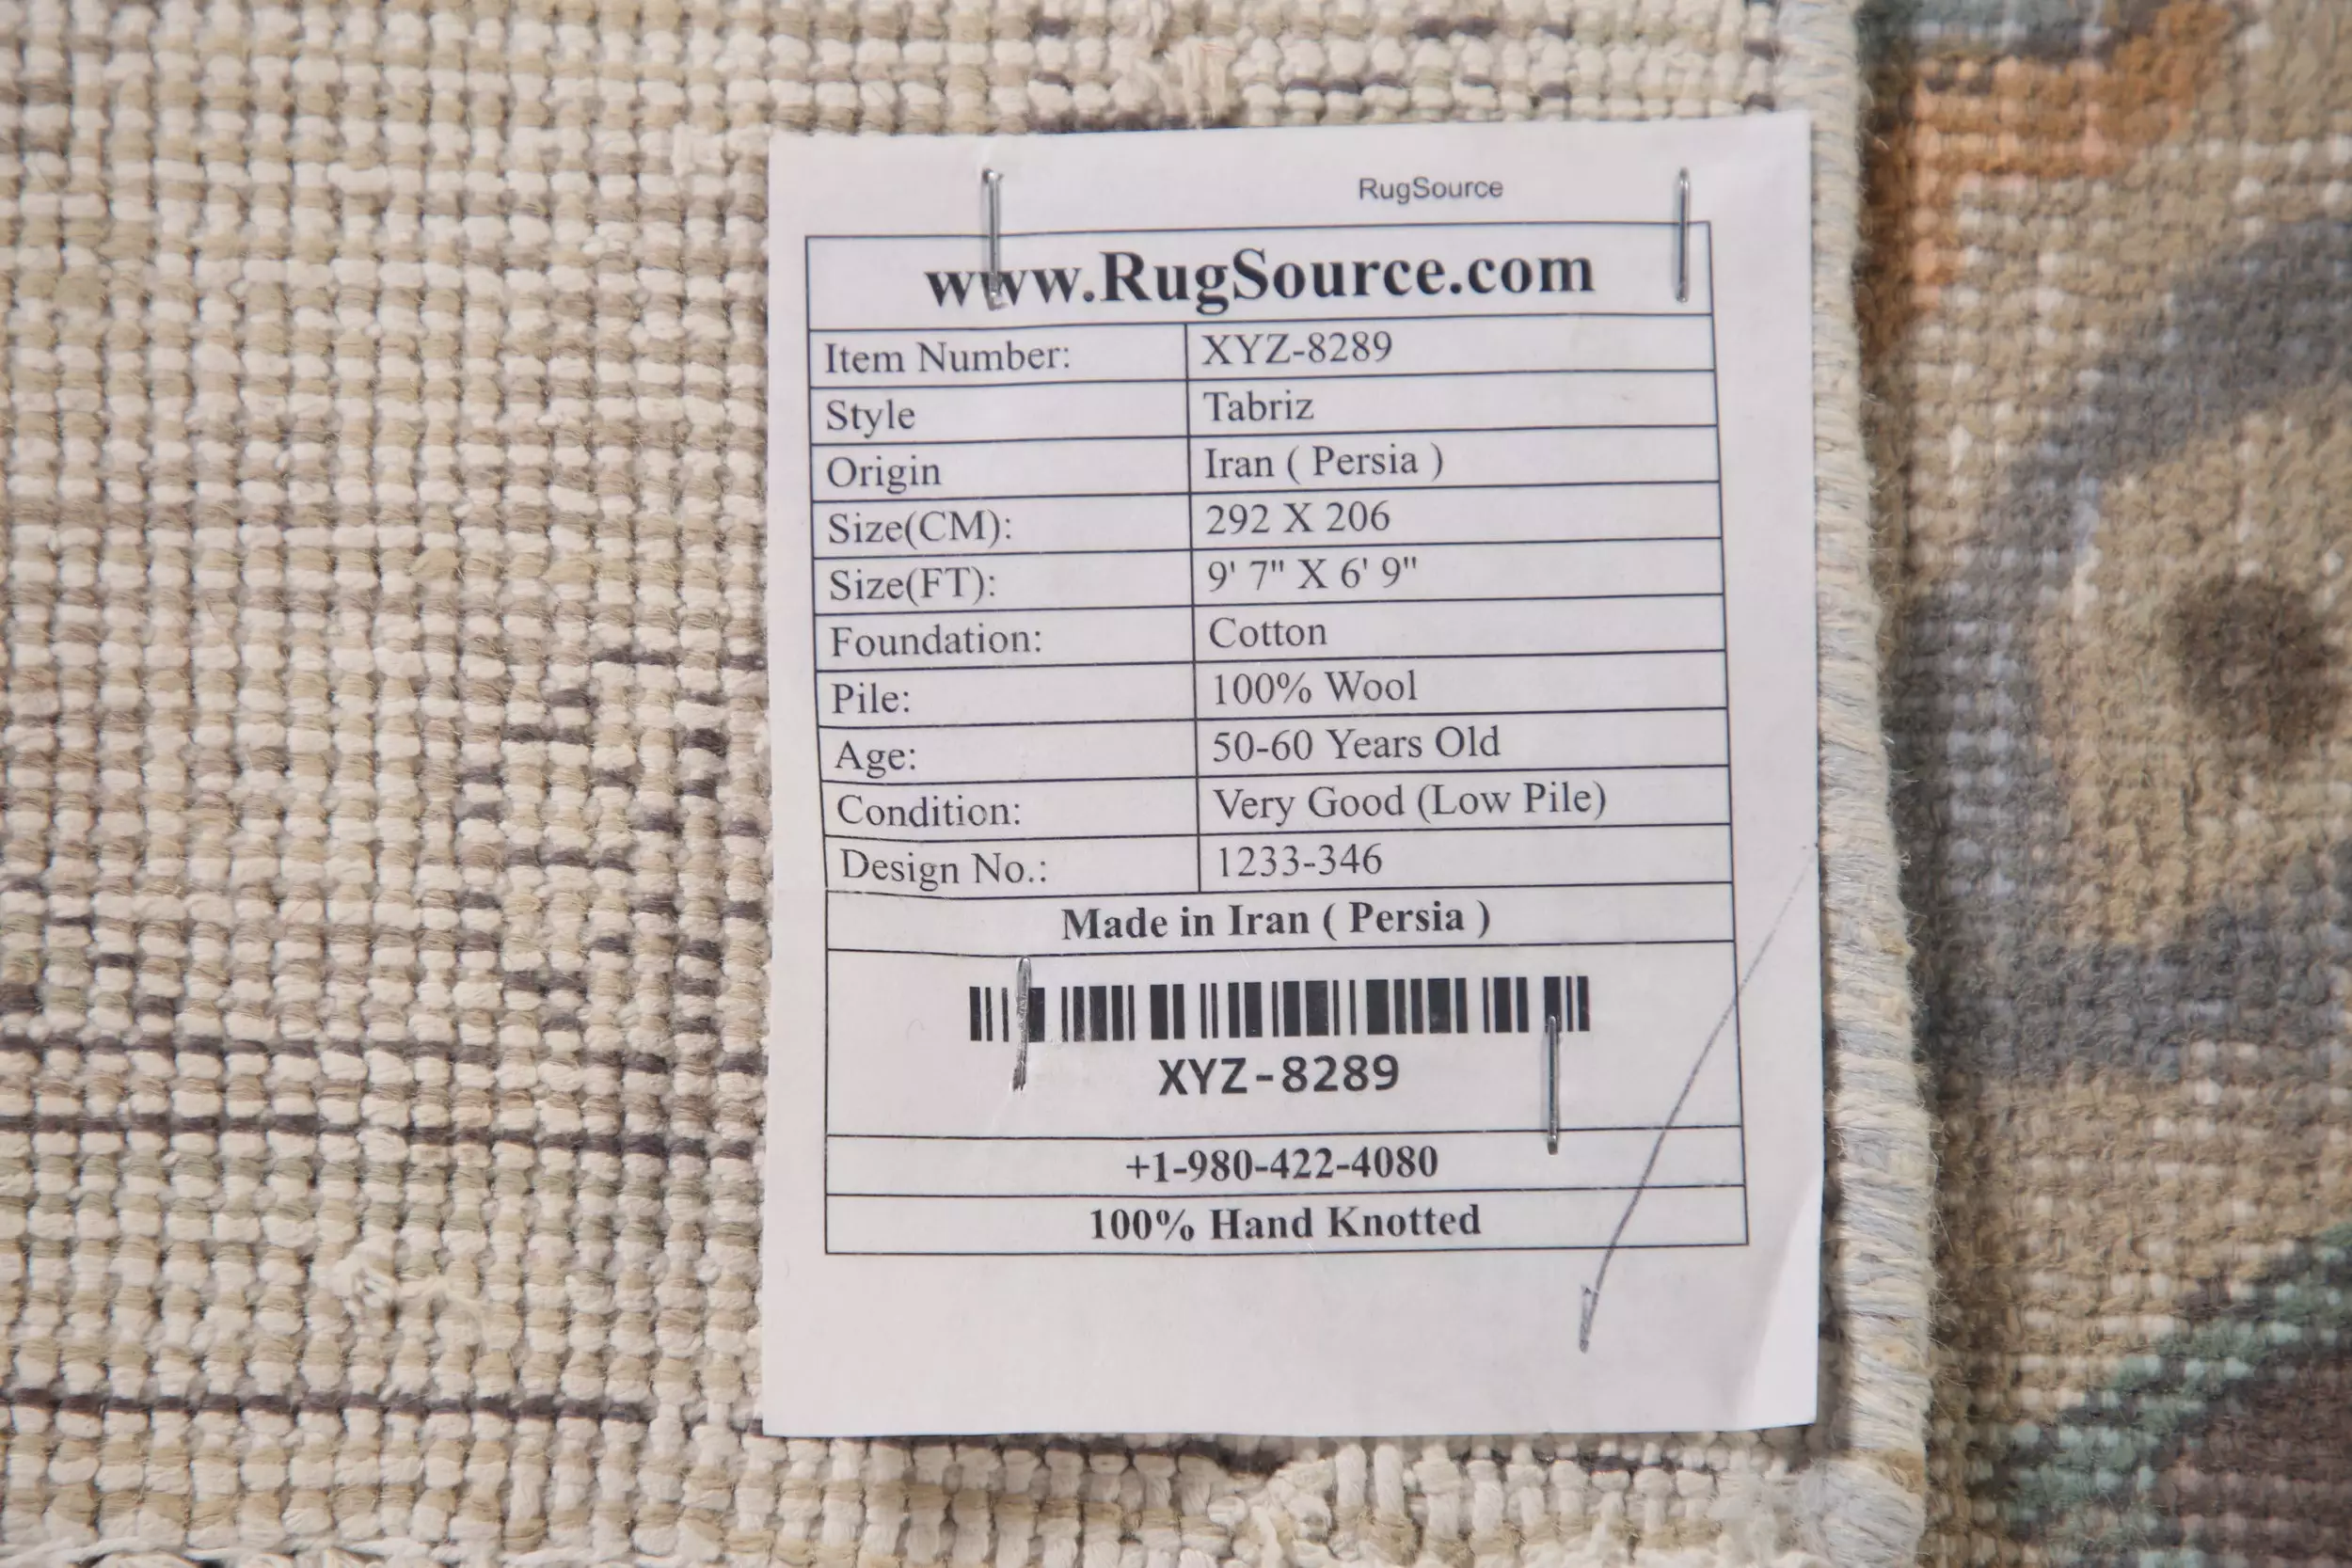 RugSource
www.RugSource.com
Item Number: XYZ-8289
Style Tabriz
Origin Iran ( Persia )
Size(CM): 292 X 206
Size(FT): 9' 7" X 6' 9"
Foundation: Cotton
Pile: 100% Wool
Age: 50-60 Years Old
Condition: Very Good (Low Pile)
Design No.: 1233-346
Made in Iran ( Persia )
XYZ-8289
+1-980-422-4080
100% Hand Knotted